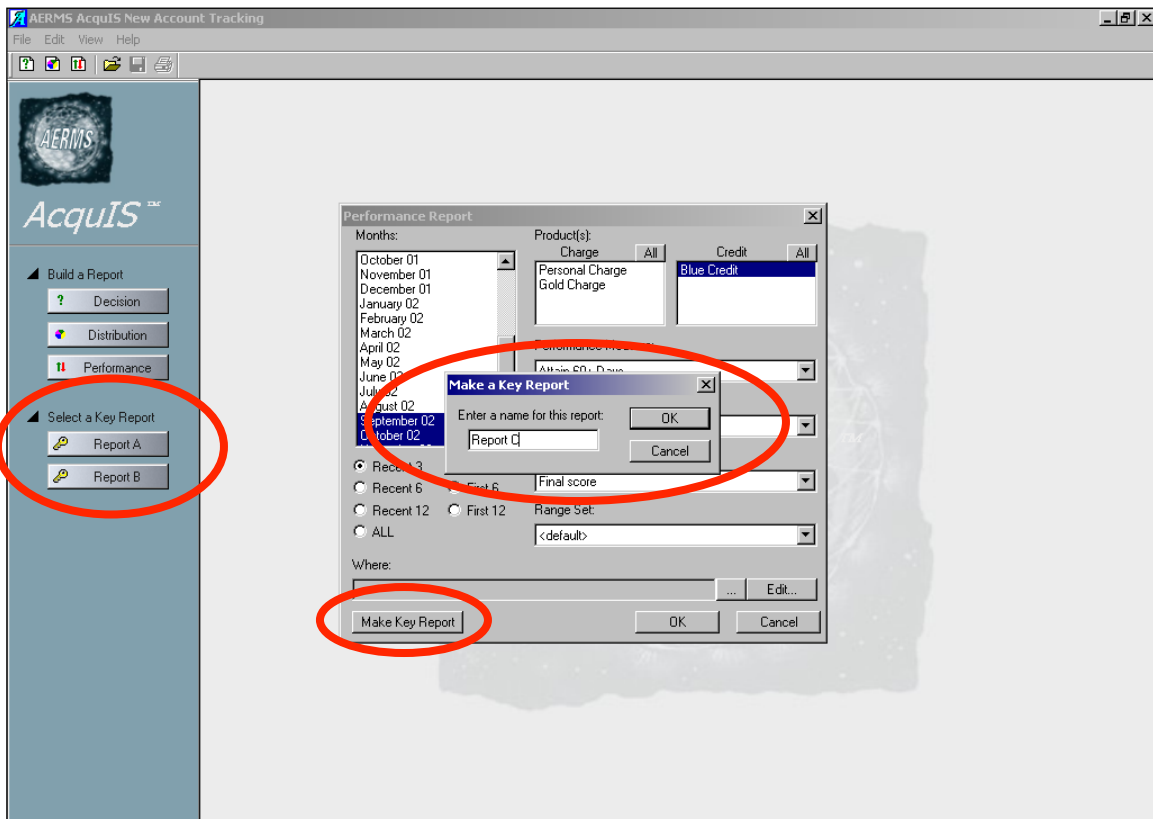 AERMS AcquIS New Account Tracking
File Edit View Help
AERMS
AcquIS™
Build a Report
Decision
Distribution
Performance
Select a Key Report
Report A
Report B
Performance Report
Months:
October 01
November 01
December 01
January 02
February 02
March 02
April 02
May 02
June 02
July 02
August 02
September 02
October 02
Recent 3
Recent 6 First 6
Recent 12 First 12
ALL
Product(s):
Charge All
Personal Charge
Gold Charge
Credit All
Blue Credit
Attain 60+ Days
Make a Key Report
Enter a name for this report:
Report C
OK
Cancel
Final score
Range Set:
<default>
Where:
... Edit...
Make Key Report OK Cancel